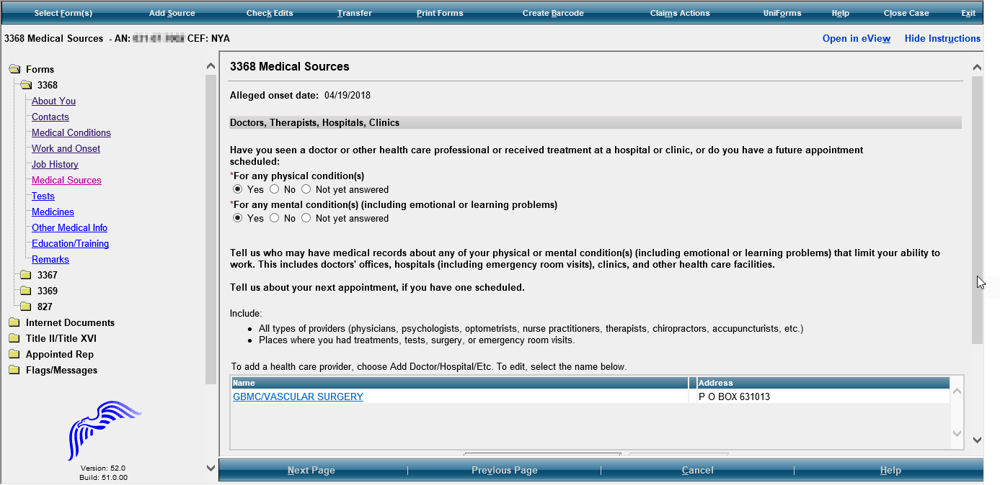 Select Form(s) Add Source Check Edits Transfer Print Forms Create Barcode Claims Actions UniForms Help Close Case Exit
3368 Medical Sources - AN: CEF: NYA
Open in eView Hide Instructions
Forms
3368
About You
Contacts
Medical Conditions
Work and Onset
Job History
Medical Sources
Tests
Medicines
Other Medical Info
Education/Training
Remarks
3367
3369
827
Internet Documents
Title II/Title XVI
Appointed Rep
Flags/Messages
Version: 52.0
Build: 51.0.00
3368 Medical Sources
Alleged onset date: 04/19/2018
Doctors, Therapists, Hospitals, Clinics
Have you seen a doctor or other health care professional or received treatment at a hospital or clinic, or do you have a future appointment
scheduled:
*For any physical condition(s)
Yes No Not yet answered
*For any mental condition(s) (including emotional or learning problems)
Yes No Not yet answered
Tell us who may have medical records about any of your physical or mental condition(s) (including emotional or learning problems) that limit your ability to
work. This includes doctors' offices, hospitals (including emergency room visits), clinics, and other health care facilities.
Tell us about your next appointment, if you have one scheduled.
Include:
• All types of providers (physicians, psychologists, optometrists, nurse practitioners, therapists, chiropractors, accupuncturists, etc.)
• Places where you had treatments, tests, surgery, or emergency room visits.
To add a health care provider, choose Add Doctor/Hospital/Etc. To edit, select the name below.
Name Address
GBMC/VASCULAR SURGERY P O BOX 631013
Next Page | Previous Page | Cancel | Help